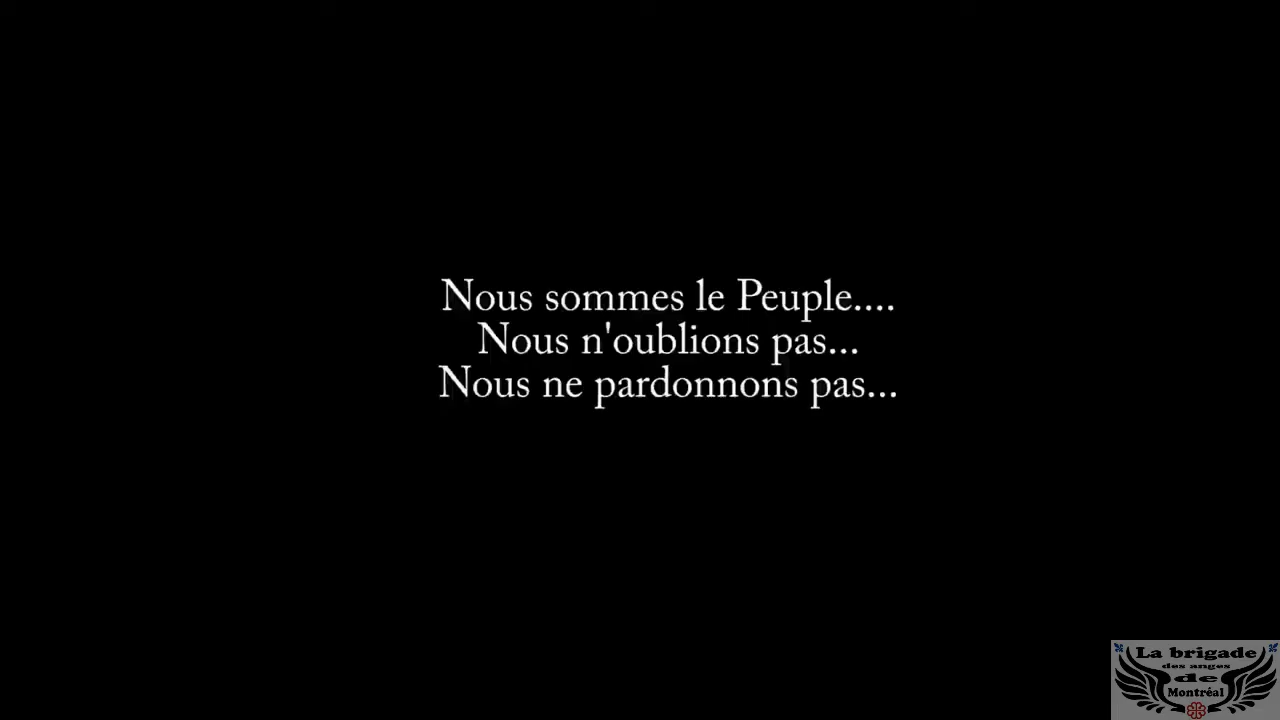 Nous sommes le Peuple....
Nous n'oublions pas...
Nous ne pardonnons pas...
La brigade
des anges
de
Montréal